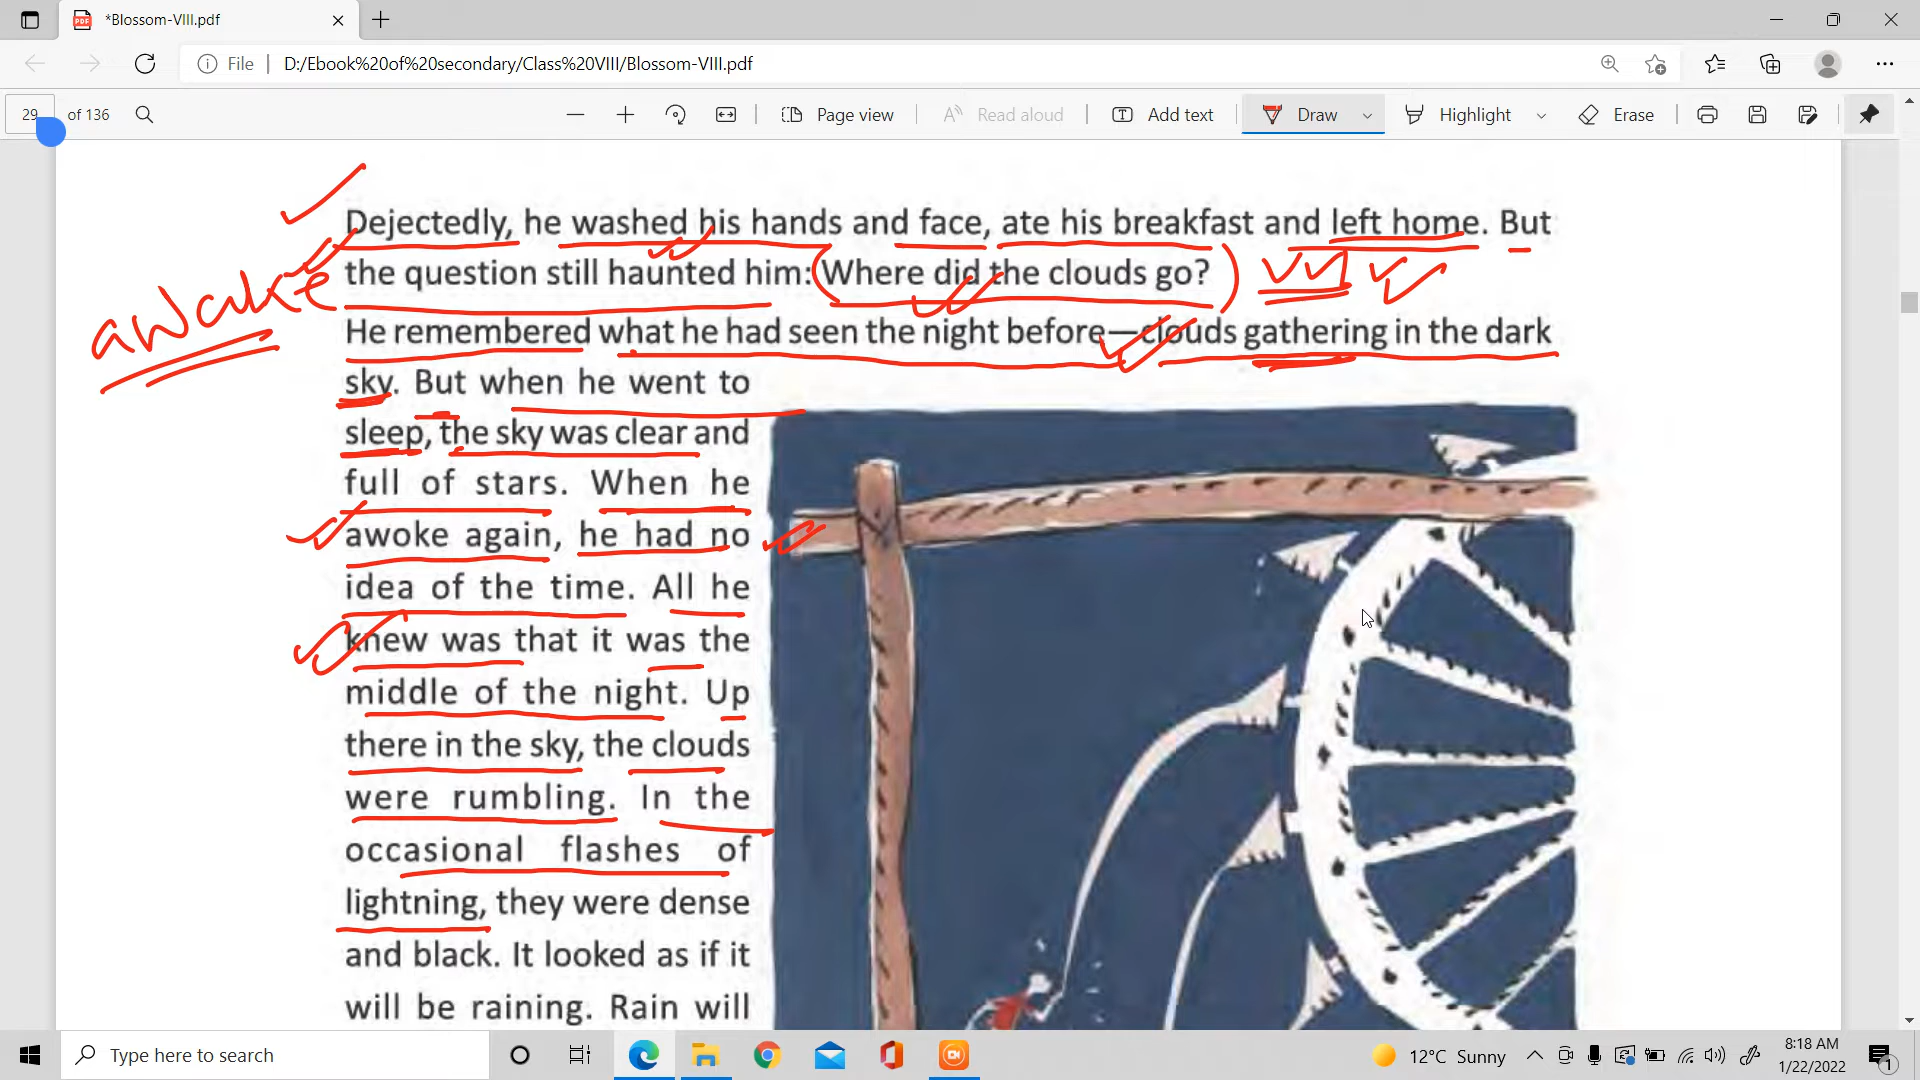 *Blossom-VIII.pdf
File D:/Ebook%20of%20secondary/Class%20VIII/Blossom-VIII.pdf
29 of 136 Page view Read aloud Add text Draw Highlight Erase
Dejectedly, he washed his hands and face, ate his breakfast and left home. But
the question still haunted him: Where did the clouds go?
awake
He remembered what he had seen the night before—clouds gathering in the dark
sky. But when he went to
sleep, the sky was clear and
full of stars. When he
awoke again, he had no
idea of the time. All he
knew was that it was the
middle of the night. Up
there in the sky, the clouds
were rumbling. In the
occasional flashes of
lightning, they were dense
and black. It looked as if it
will be raining. Rain will
Type here to search
12°C Sunny
8:18 AM
1/22/2022
1